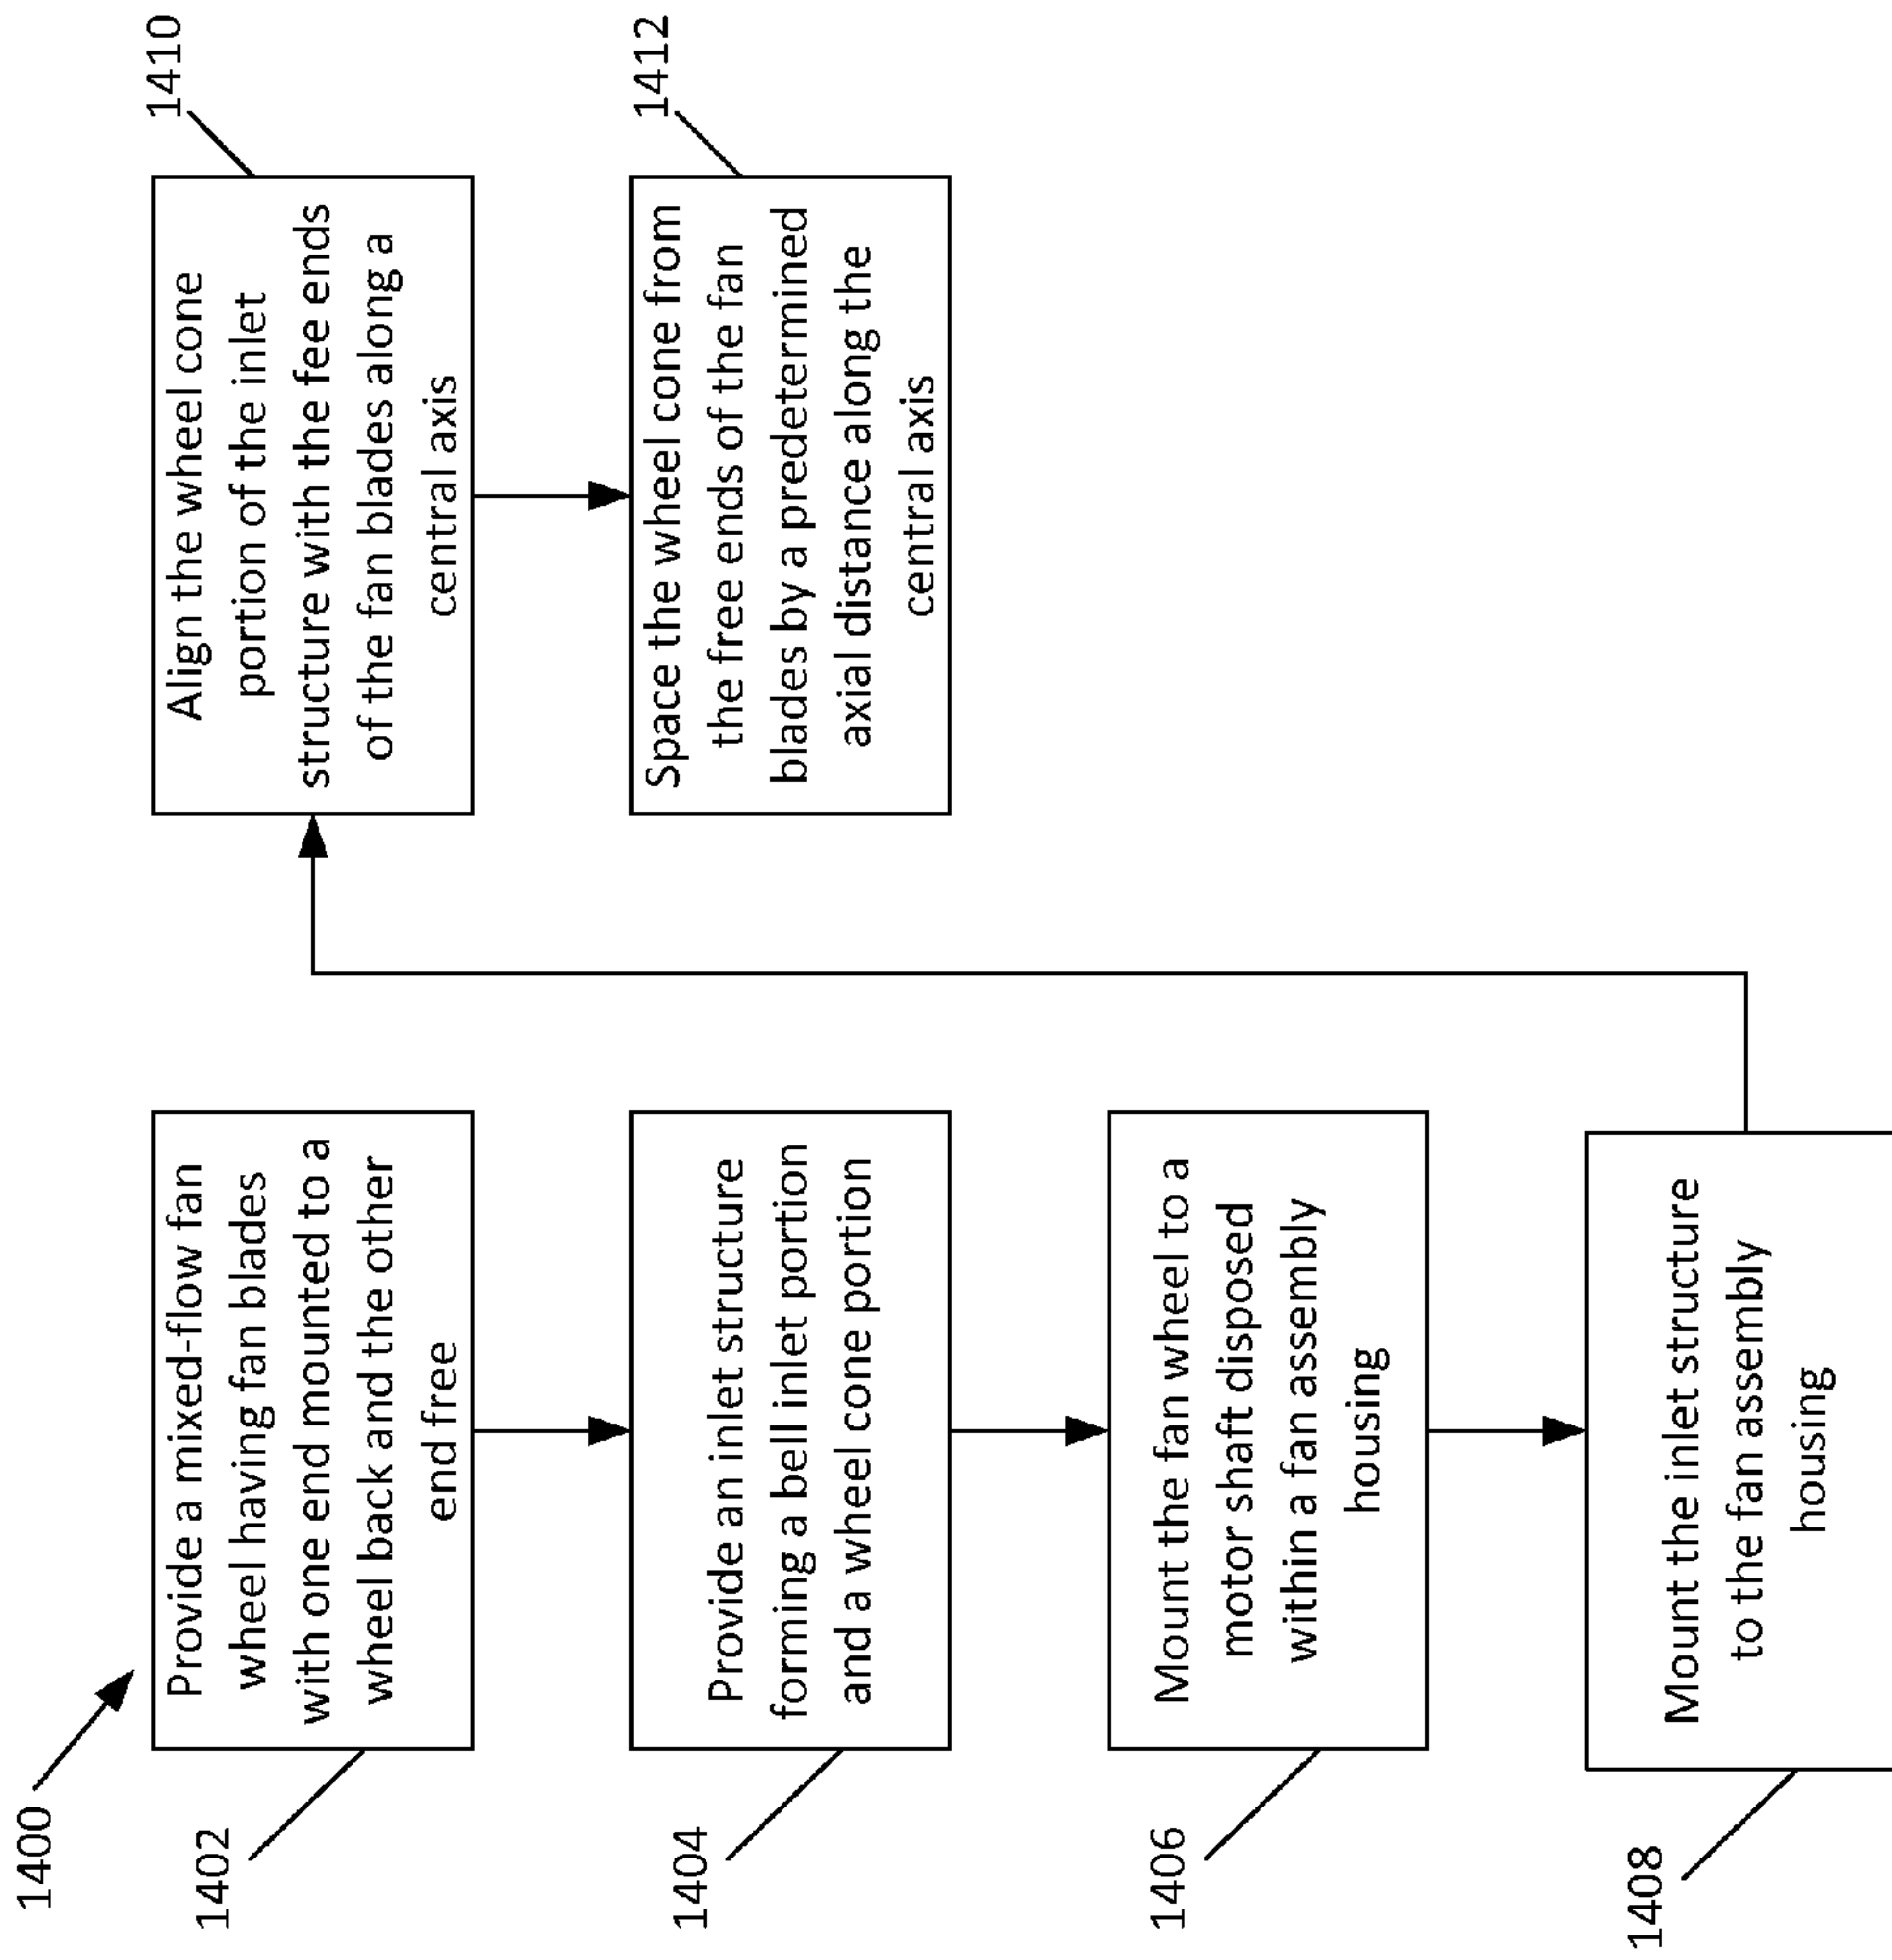 1400
1402
Provide a mixed-flow fan
wheel having fan blades
with one end mounted to a
wheel back and the other
end free
1404
Provide an inlet structure
forming a bell inlet portion
and a wheel cone portion
1406
Mount the fan wheel to a
motor shaft disposed
within a fan assembly
housing
1408
Mount the inlet structure
to the fan assembly
housing
1410
Align the wheel cone
portion of the inlet
structure with the fee ends
of the fan blades along a
central axis
1412
Space the wheel cone from
the free ends of the fan
blades by a predetermined
axial distance along the
central axis